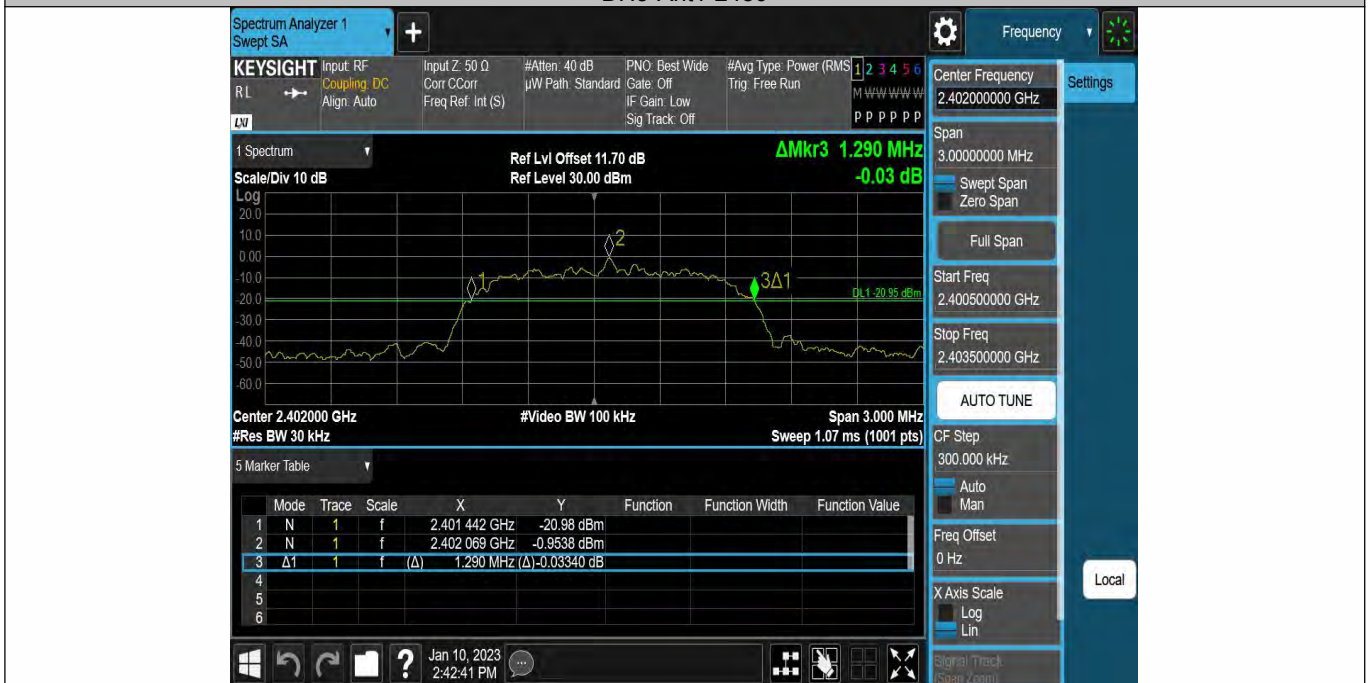 Spectrum Analyzer 1
Swept SA
+
Frequency
KEYSIGHT
RL
LXI
Input: RF
Coupling: DC
Align: Auto
Input Z: 50 Ω
Corr CCorr
Freq Ref: Int (S)
#Atten: 40 dB
µW Path: Standard
PNO: Best Wide
Gate: Off
IF Gain: Low
Sig Track: Off
#Avg Type: Power (RMS
Trig: Free Run
1 2 3 4 5 6
M W W W W W
P P P P P P
1 Spectrum
Scale/Div 10 dB
Ref Lvl Offset 11.70 dB
Ref Level 30.00 dBm
ΔMkr3 1.290 MHz
-0.03 dB
Log
20.0
10.0
0.00
-10.0
-20.0
-30.0
-40.0
-50.0
-60.0
1
2
3Δ1
DL1 -20.95 dBm
Center 2.402000 GHz
#Res BW 30 kHz
#Video BW 100 kHz
Span 3.000 MHz
Sweep 1.07 ms (1001 pts)
5 Marker Table
Mode Trace Scale X Y Function Function Width Function Value
1 N 1 f 2.401 442 GHz -20.98 dBm
2 N 1 f 2.402 069 GHz -0.9538 dBm
3 Δ1 1 f (Δ) 1.290 MHz (Δ) -0.03340 dB
4
5
6
?
Jan 10, 2023
2:42:41 PM
Center Frequency
2.402000000 GHz
Settings
Span
3.00000000 MHz
Swept Span
Zero Span
Full Span
Start Freq
2.400500000 GHz
Stop Freq
2.403500000 GHz
AUTO TUNE
CF Step
300.000 kHz
Auto
Man
Freq Offset
0 Hz
X Axis Scale
Log
Lin
Signal Track
(Span Zoom)
Local